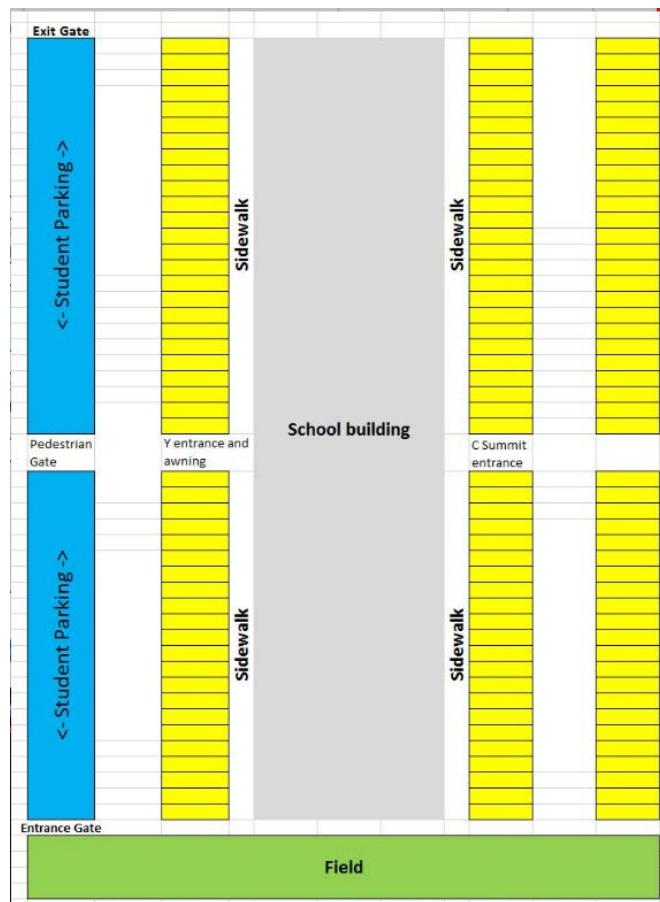 Exit Gate
<- Student Parking ->
Sidewalk
Sidewalk
School building
Pedestrian
Gate
Y entrance and
awning
C Summit
entrance
<- Student Parking ->
Sidewalk
Sidewalk
Entrance Gate
Field